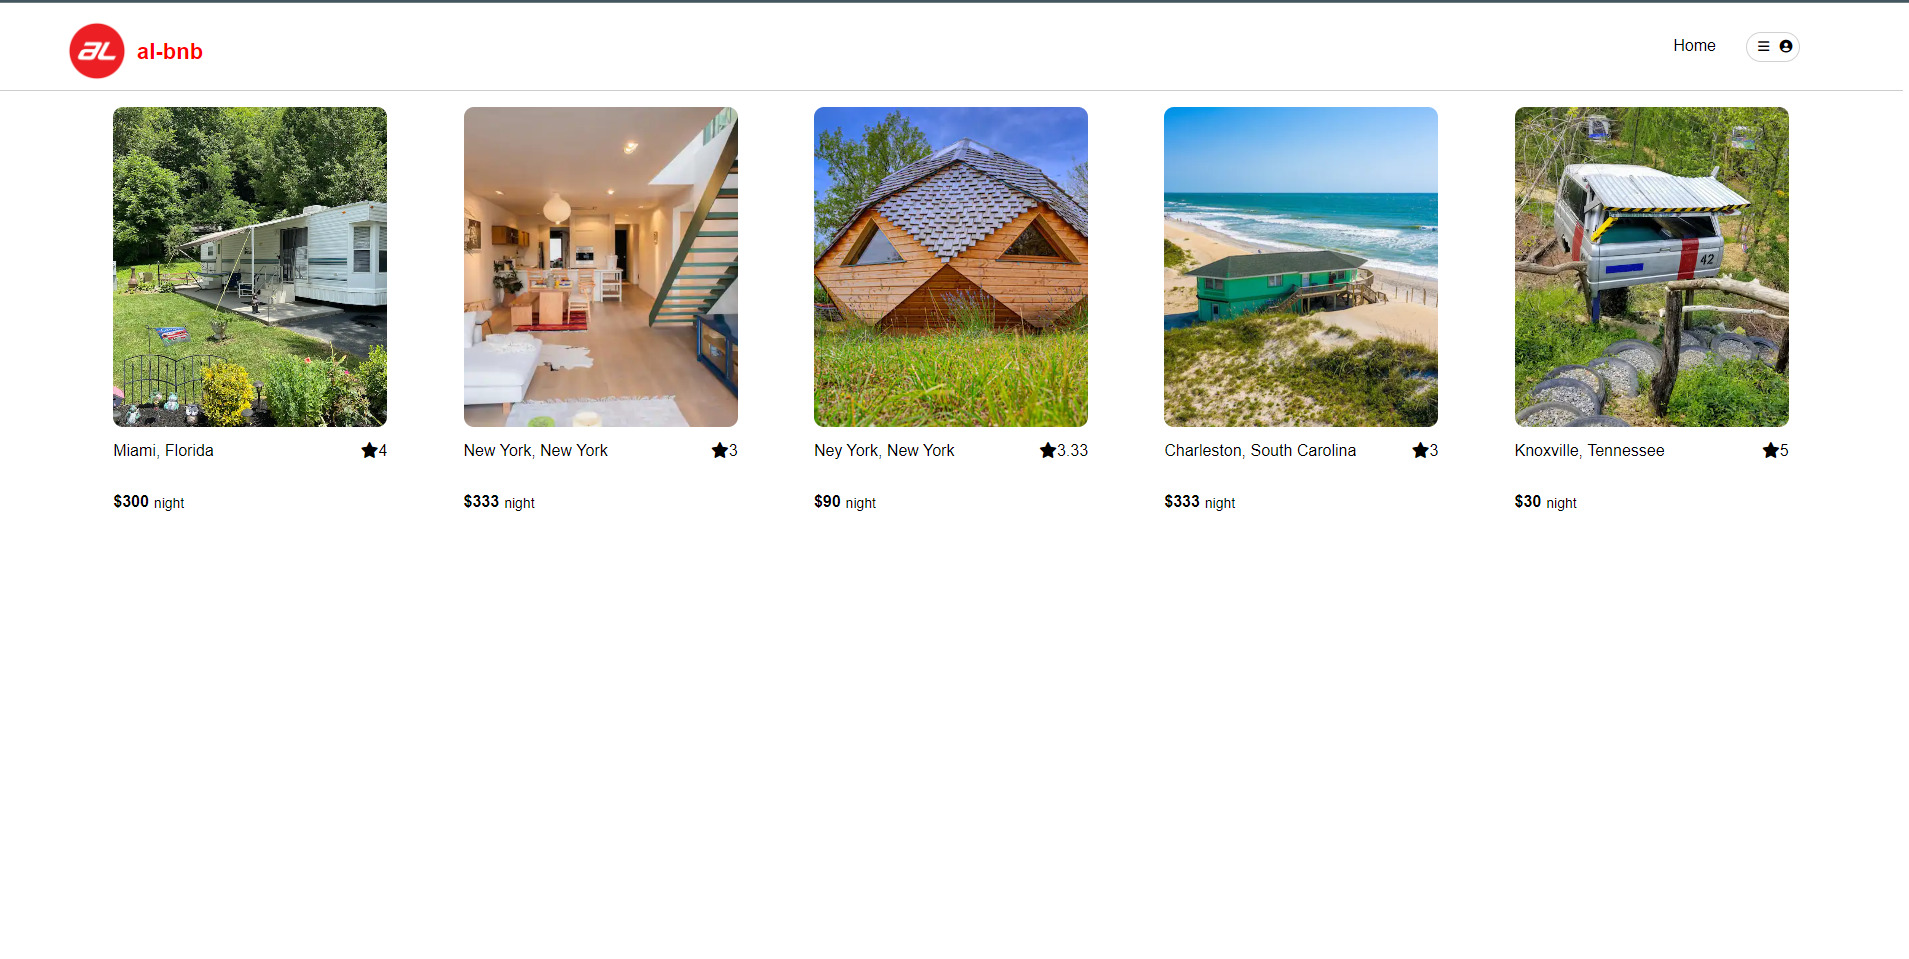 aL al-bnb
Home
42
Miami, Florida ★4
New York, New York ★3
Ney York, New York ★3.33
Charleston, South Carolina ★3
Knoxville, Tennessee ★5
$300 night
$333 night
$90 night
$333 night
$30 night